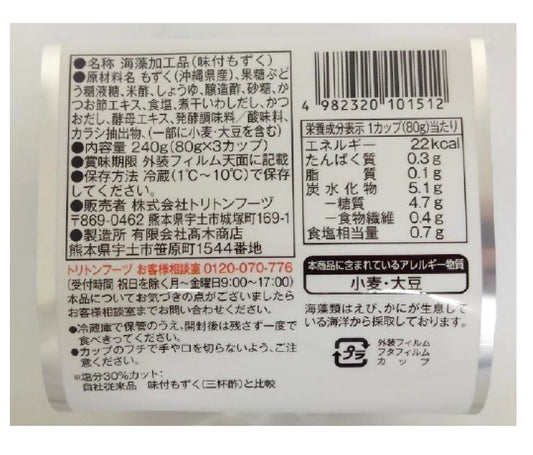 ●名称 海藻加工品(味付もずく)
●原材料名 もずく(沖縄県産)、果糖ぶど
う糖液糖、米酢、しょうゆ、醸造酢、砂糖、か
つお節エキス、食塩、煮干いわしだし、かつ
おだし、酵母エキス、発酵調味料／酸味料、
カラシ抽出物、(一部に小麦・大豆を含む)
●内容量 240g(80g×3カップ)
●賞味期限 外装フィルム天面に記載
●保存方法 冷蔵(1℃～10℃)で保存
してください。
●販売者 株式会社トリトンフーヅ
〒869-0462 熊本県宇土市城塚町169-1
●製造所 有限会社髙木商店
熊本県宇土市笹原町1544番地
トリトンフーヅ お客様相談室 0120-070-776
(受付時間 祝日を除く月～金曜日9:00～17:00)
本品についてお気づきの点がございましたら
お客様相談室までお問い合わせください。
●冷蔵庫で保管のうえ、開封後は残さず一度で
食べきってください。
●カップのフチで手や口を切らないよう、ご注
意ください。
※塩分30%カット:
自社従来品 味付もずく(三杯酢)と比較
4 982320 101512
栄養成分表示 1カップ(80g)当たり
エネルギー 22kcal
たんぱく質 0.3g
脂質 0.1g
炭水化物 5.1g
－糖質 4.7g
－食物繊維 0.4g
食塩相当量 0.7g
本商品に含まれているアレルギー物質
小麦・大豆
海藻類はえび、かにが生息して
いる海洋から採取しております。
プラ
外装フィルム
フタフィルム
カップ